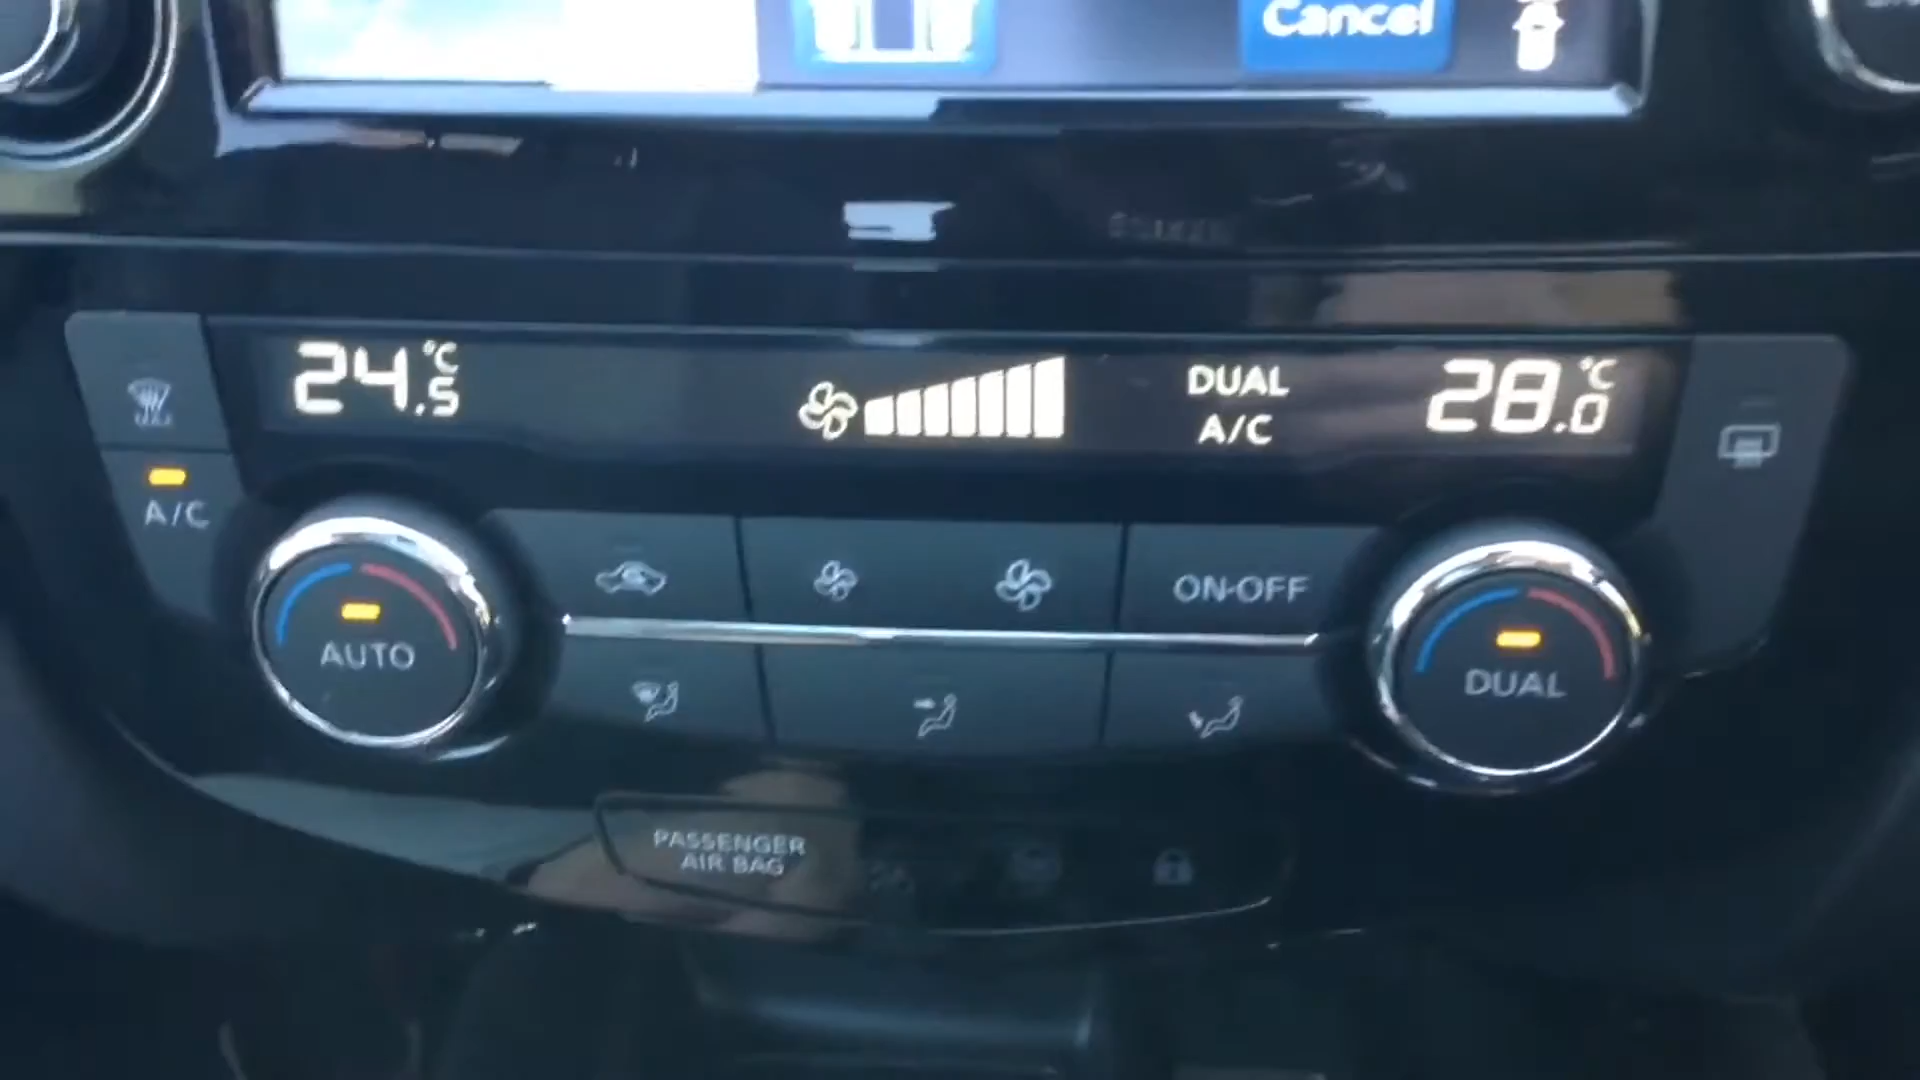 Cancel
24.5 °C
DUAL
A/C
28.0 °C
A/C
AUTO
ON·OFF
DUAL
PASSENGER
AIR BAG